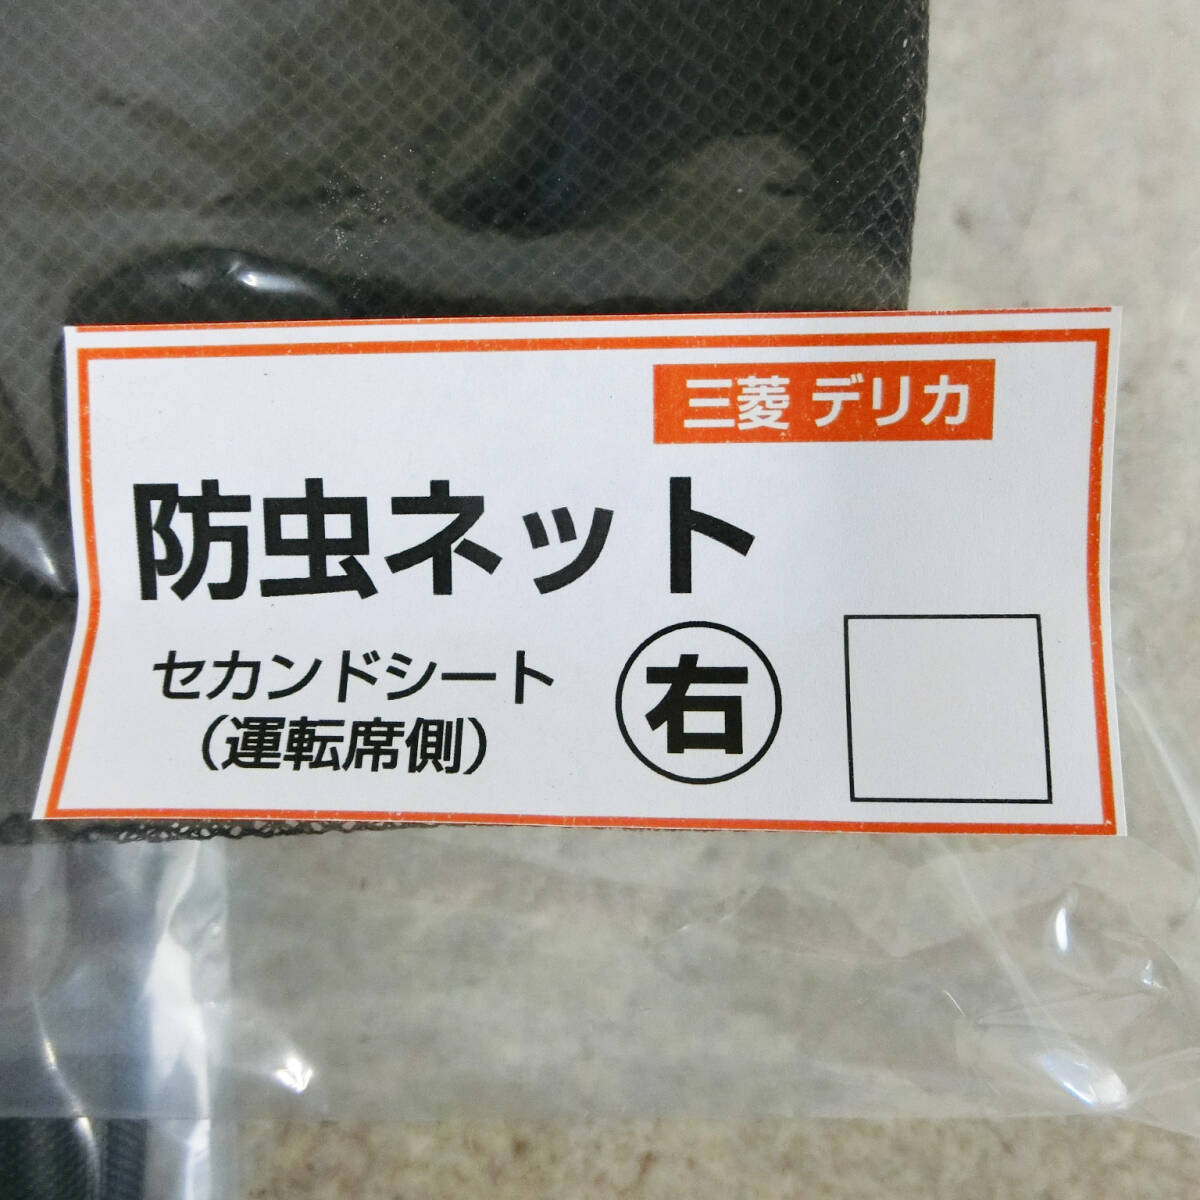 三菱 デリカ
防虫ネット
セカンドシート
(運転席側)
右